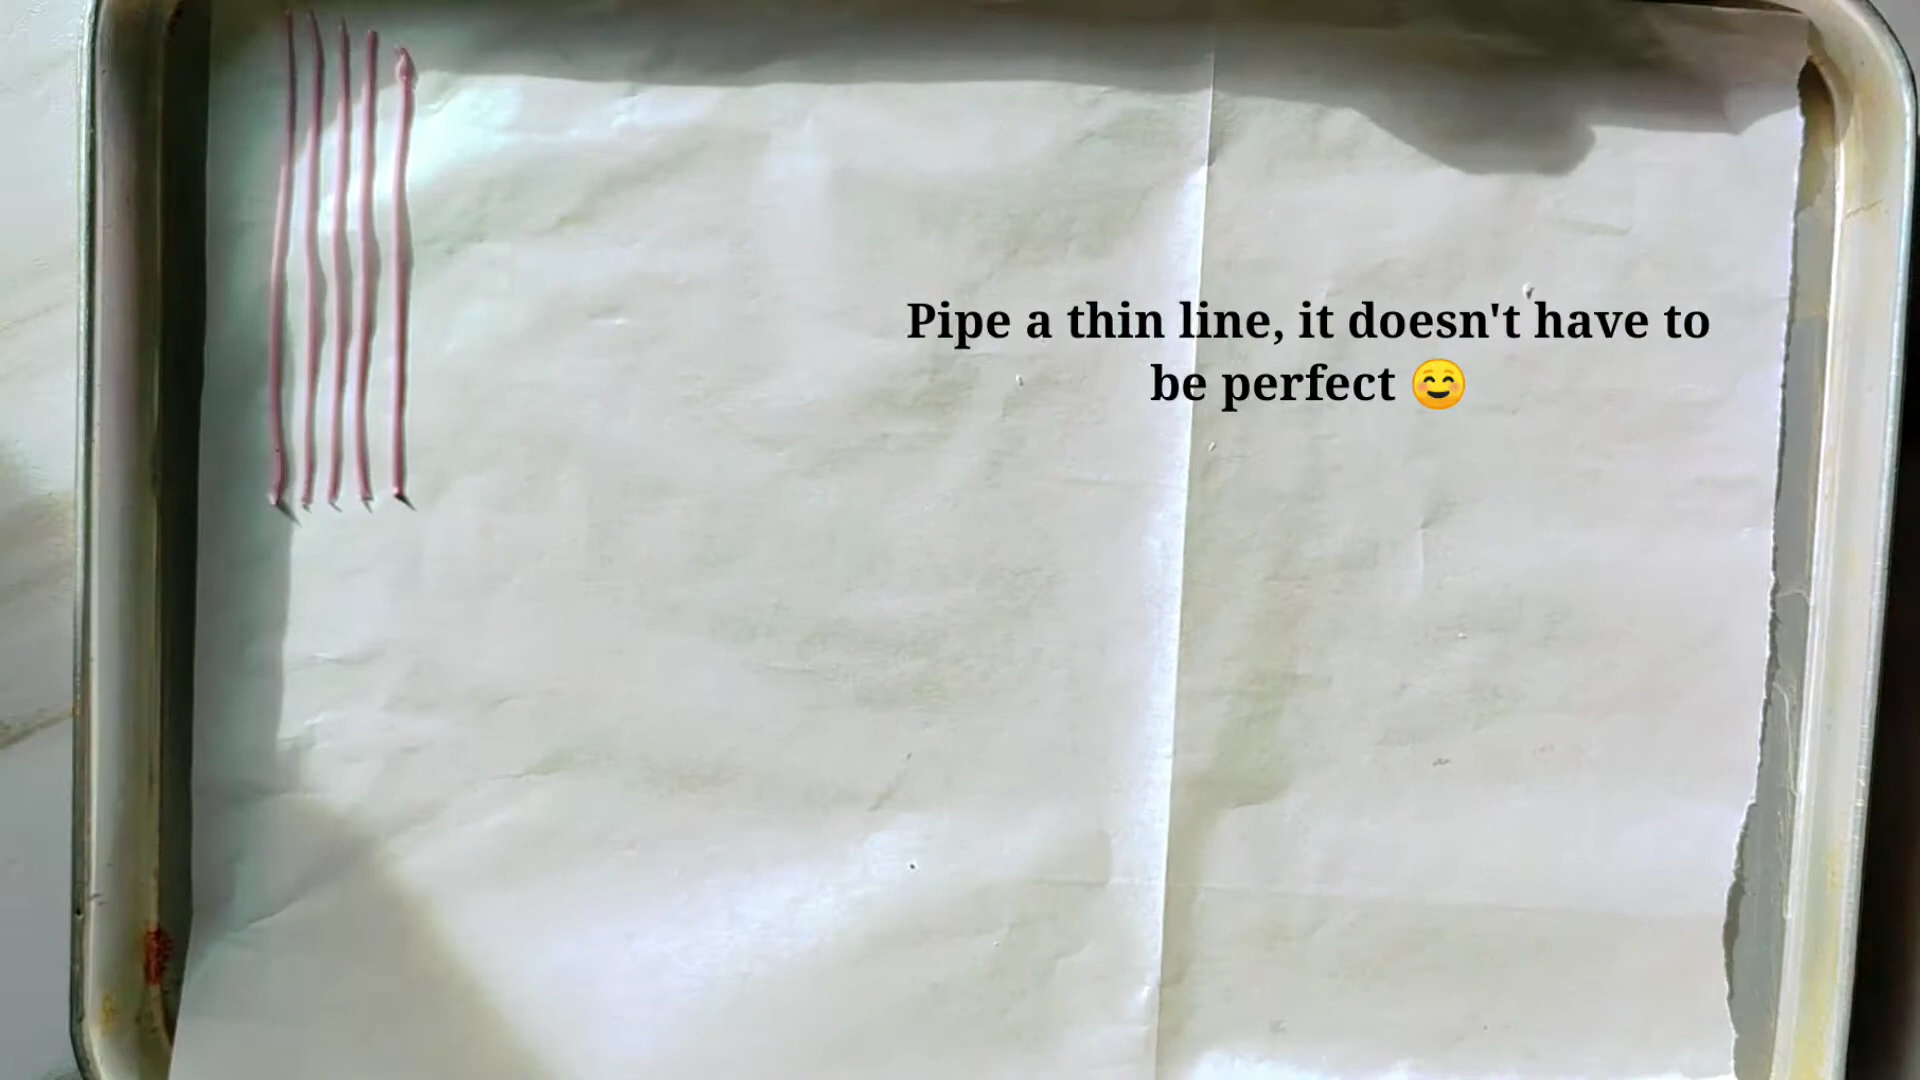 Pipe a thin line, it doesn't have to
be perfect ☺️